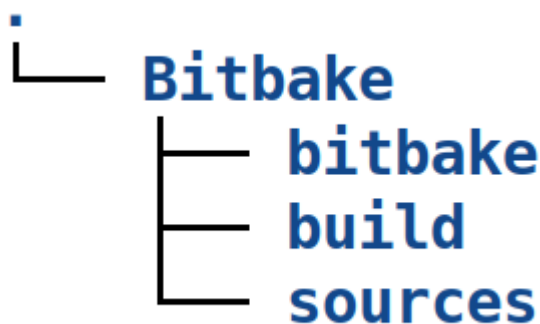 .
└── Bitbake
    ├── bitbake
    ├── build
    └── sources